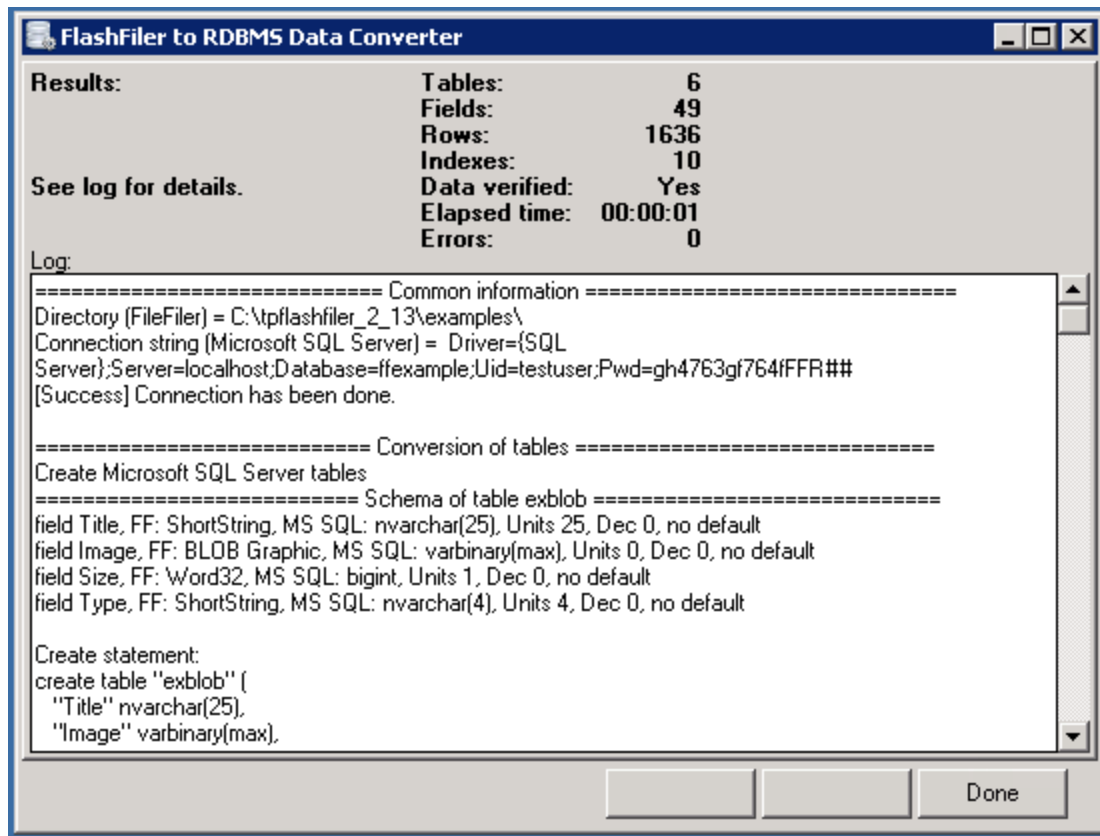 FlashFiler to RDBMS Data Converter
Results:
Tables: 6
Fields: 49
Rows: 1636
Indexes: 10
See log for details.
Data verified: Yes
Elapsed time: 00:00:01
Errors: 0
Log:
============================= Common information ===============================
Directory (FileFiler) = C:\tpflashfiler_2_13\examples\
Connection string (Microsoft SQL Server) =  Driver={SQL
Server};Server=localhost;Database=ffexample;Uid=testuser;Pwd=gh4763gf764fFFR##
[Success] Connection has been done.
============================ Conversion of tables ==============================
Create Microsoft SQL Server tables
=========================== Schema of table exblob =============================
field Title, FF: ShortString, MS SQL: nvarchar(25), Units 25, Dec 0, no default
field Image, FF: BLOB Graphic, MS SQL: varbinary(max), Units 0, Dec 0, no default
field Size, FF: Word32, MS SQL: bigint, Units 1, Dec 0, no default
field Type, FF: ShortString, MS SQL: nvarchar(4), Units 4, Dec 0, no default
Create statement:
create table "exblob" (
"Title" nvarchar(25),
"Image" varbinary(max),
Done